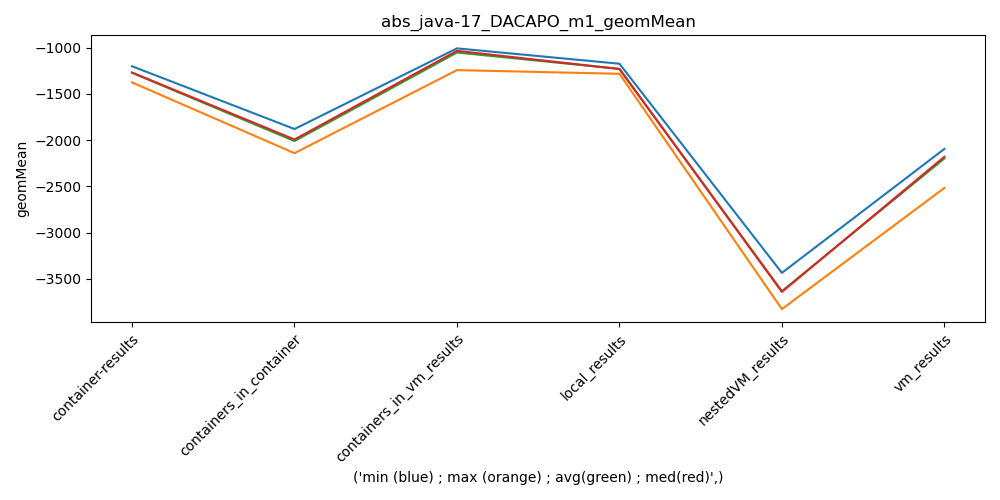 abs_java-17_DACAPO_m1_geomMean
−1000
−1500
−2000
−2500
−3000
−3500
geomMean
container-results
containers_in_container
containers_in_vm_results
local_results
nestedVM_results
vm_results
('min (blue) ; max (orange) ; avg(green) ; med(red)',)